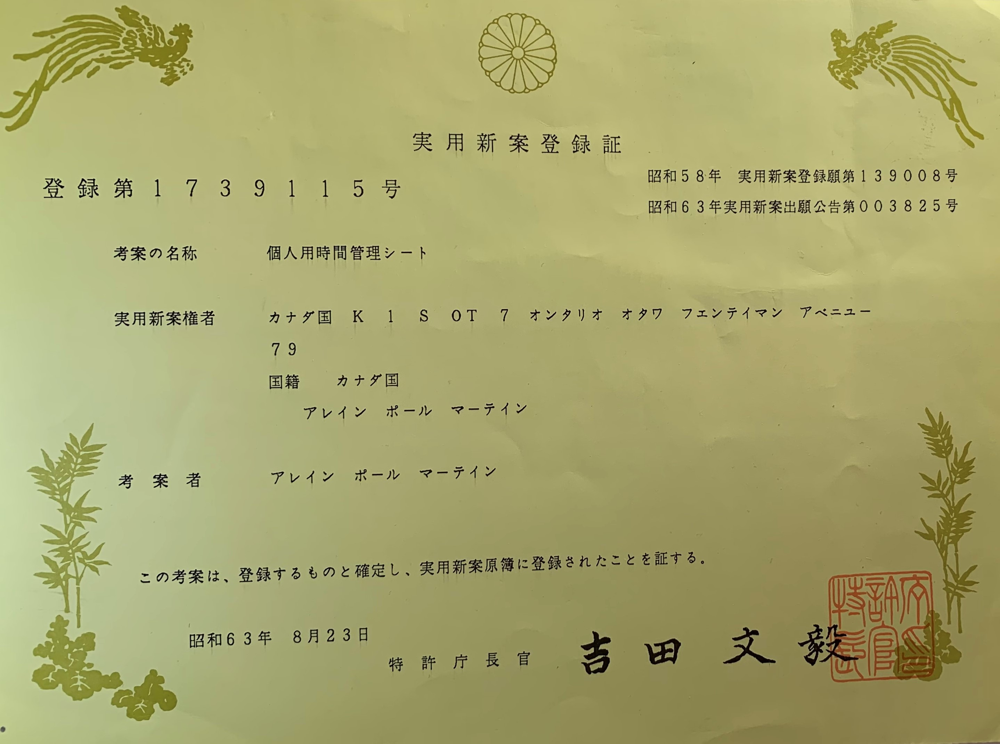 実用新案登録証
登録第１７３９１１５号
昭和５８年　実用新案登録願第１３９００８号
昭和６３年実用新案出願公告第００３８２５号
考案の名称　個人用時間管理シート
実用新案権者　カナダ国　Ｋ　１　Ｓ　ＯＴ　７　オンタリオ　オタワ　フエンテイマン　アベニユー
７９
国籍　カナダ国
アレイン　ポール　マーテイン
考案者　アレイン　ポール　マーテイン
この考案は、登録するものと確定し、実用新案原簿に登録されたことを証する。
昭和６３年　８月２３日
特許庁長官　吉田文毅
特許庁長官印